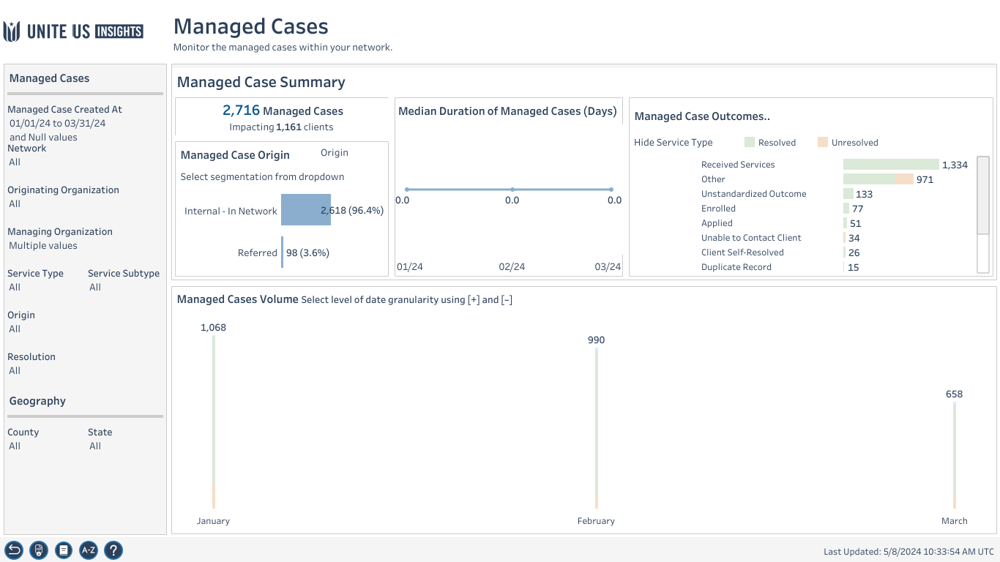 UNITE US INSIGHTS
Managed Cases
Monitor the managed cases within your network.
Managed Cases
Managed Case Created At
01/01/24 to 03/31/24
and Null values
Network
All
Originating Organization
All
Managing Organization
Multiple values
Service Type Service Subtype
All All
Origin
All
Resolution
All
Geography
County State
All All
Managed Case Summary
2,716 Managed Cases
Impacting 1,161 clients
Managed Case Origin Origin
Select segmentation from dropdown
Internal - In Network 2,618 (96.4%)
Referred 98 (3.6%)
Median Duration of Managed Cases (Days)
0.0 0.0 0.0
01/24 02/24 03/24
Managed Case Outcomes..
Hide Service Type Resolved Unresolved
Received Services 1,334
Other 971
Unstandardized Outcome 133
Enrolled 77
Applied 51
Unable to Contact Client 34
Client Self-Resolved 26
Duplicate Record 15
Managed Cases Volume Select level of date granularity using [+] and [–]
1,068 990 658
January February March
A-Z ?
Last Updated: 5/8/2024 10:33:54 AM UTC